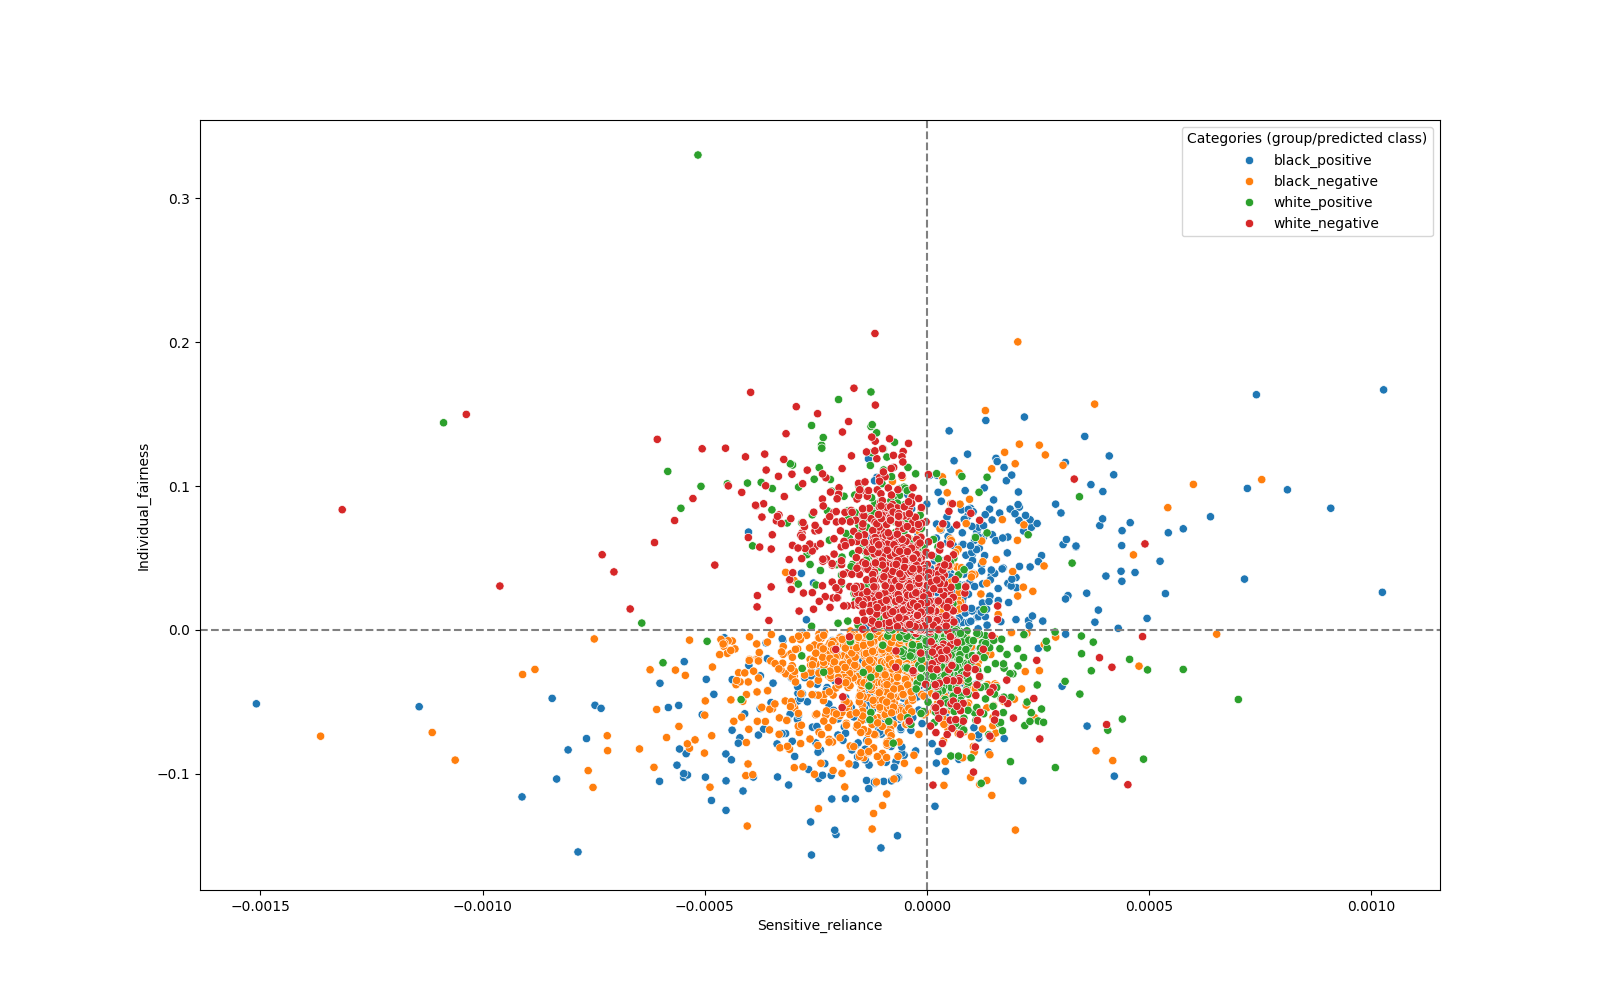 Categories (group/predicted class)
black_positive
black_negative
white_positive
white_negative
0.3
0.2
0.1
0.0
−0.1
Individual_fairness
−0.0015
−0.0010
−0.0005
0.0000
0.0005
0.0010
Sensitive_reliance